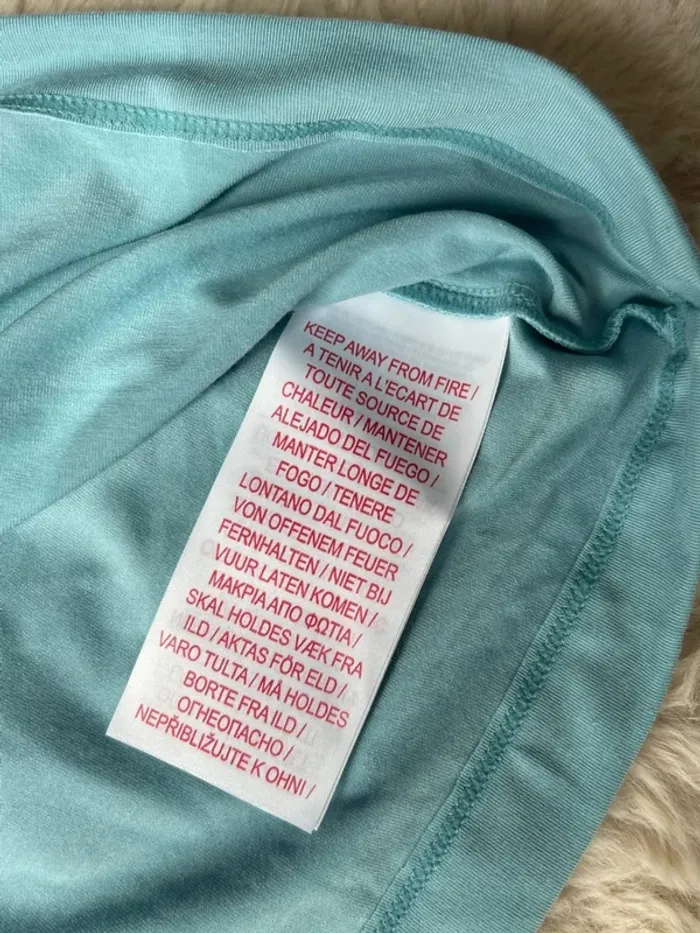 KEEP AWAY FROM FIRE /
A TENIR A L'ECART DE
TOUTE SOURCE DE
CHALEUR / MANTENER
ALEJADO DEL FUEGO /
MANTER LONGE DE
FOGO / TENERE
LONTANO DAL FUOCO /
VON OFFENEM FEUER
FERNHALTEN / NIET BIJ
VUUR LATEN KOMEN /
ΜΑΚΡΙΑ ΑΠΟ ΦΩΤΙΑ /
SKAL HOLDES VÆK FRA
ILD / AKTAS FÖR ELD /
VARO TULTA / MÅ HOLDES
BORTE FRA ILD /
ОГНЕОПАСНО /
NEPŘIBLIŽUJTE K OHNI /